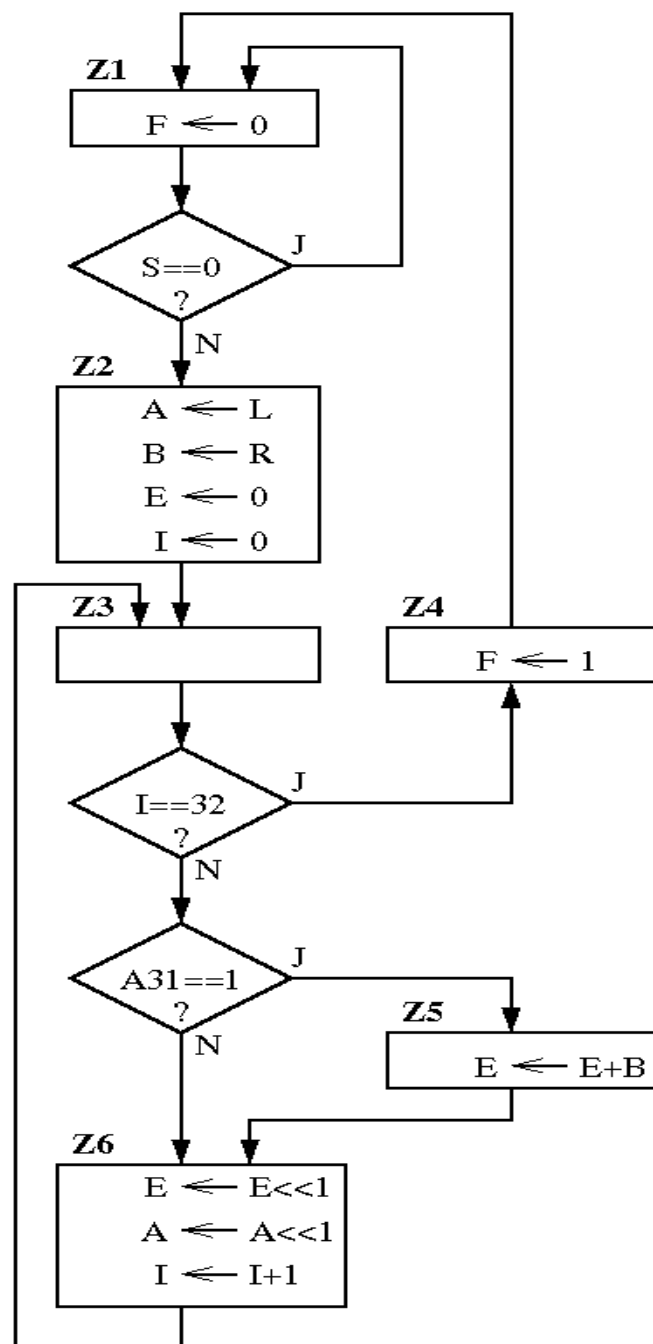 Z1
F ← 0
J
S==0
?
N
Z2
A ← L
B ← R
E ← 0
I ← 0
Z3
Z4
F ← 1
J
I==32
?
N
J
A31==1
?
N
Z5
E ← E+B
Z6
E ← E<<1
A ← A<<1
I ← I+1